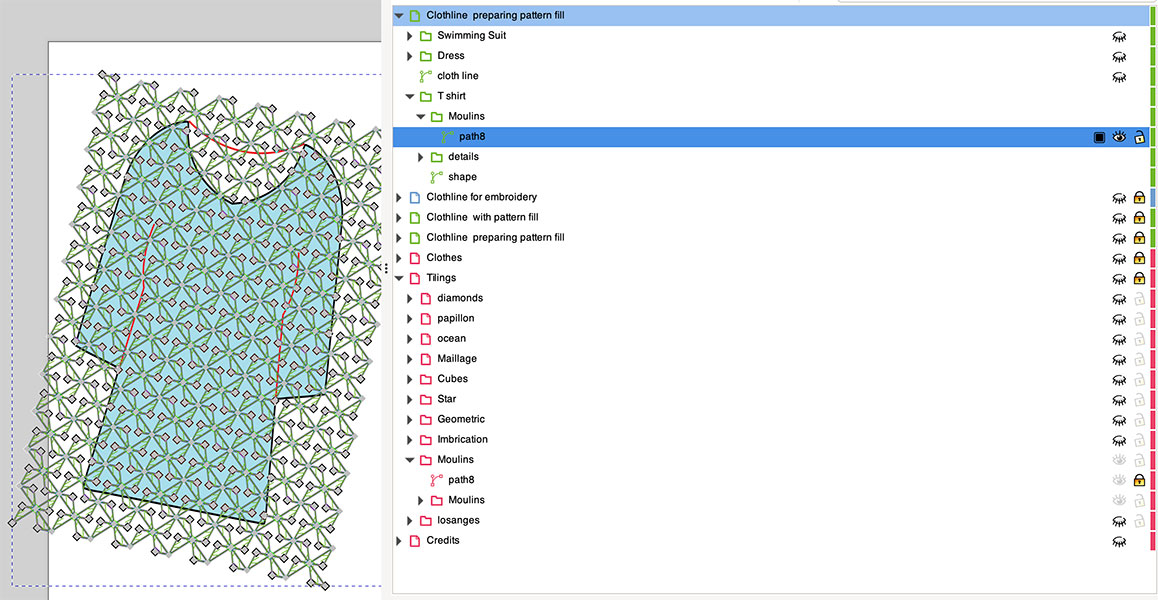 Clothline  preparing pattern fill
Swimming Suit
Dress
cloth line
T shirt
Moulins
path8
details
shape
Clothline for embroidery
Clothline  with pattern fill
Clothline  preparing pattern fill
Clothes
Tilings
diamonds
papillon
ocean
Maillage
Cubes
Star
Geometric
Imbrication
Moulins
path8
Moulins
losanges
Credits